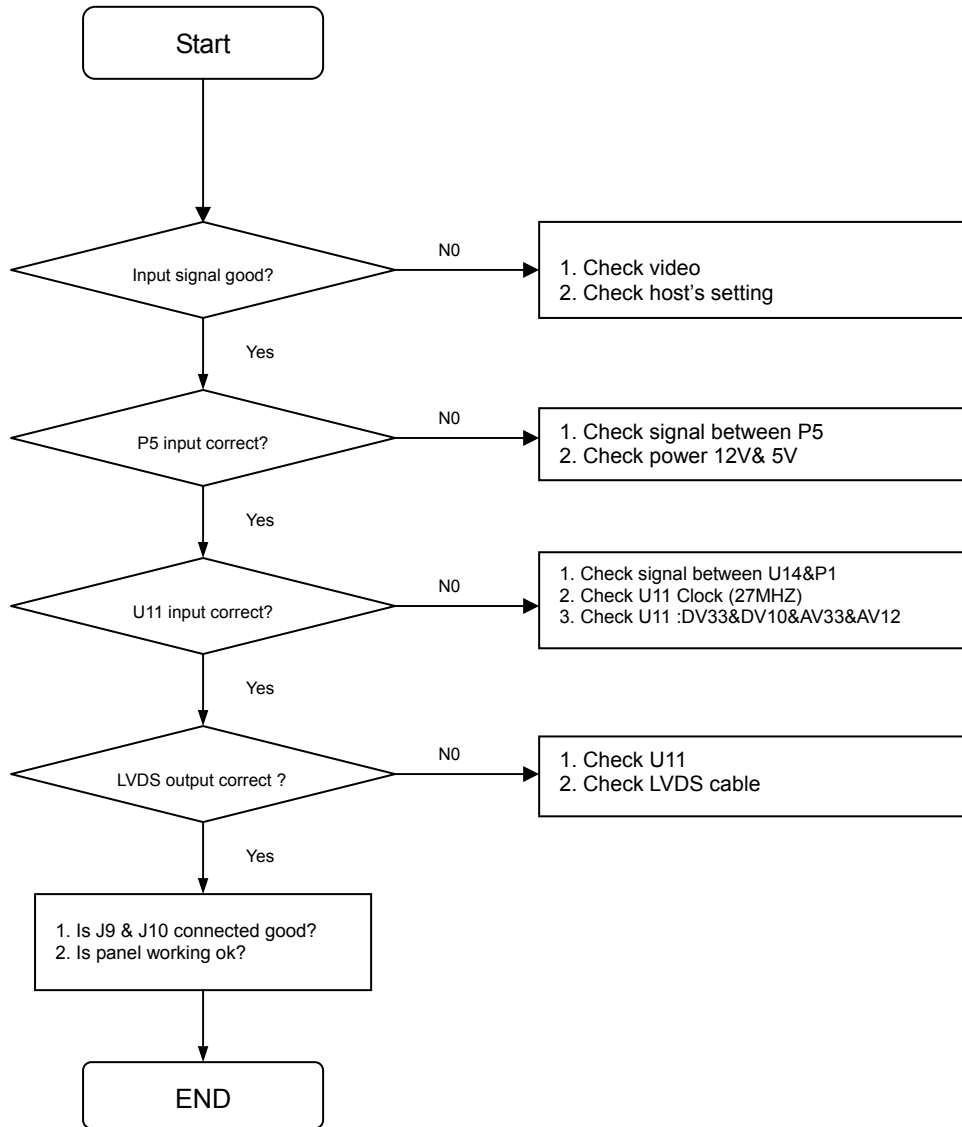 Start
Input signal good?
N0
1. Check video
2. Check host's setting
Yes
P5 input correct?
N0
1. Check signal between P5
2. Check power 12V& 5V
Yes
U11 input correct?
N0
1. Check signal between U14&P1
2. Check U11 Clock (27MHZ)
3. Check U11 :DV33&DV10&AV33&AV12
Yes
LVDS output correct ?
N0
1. Check U11
2. Check LVDS cable
Yes
1. Is J9 & J10 connected good?
2. Is panel working ok?
END